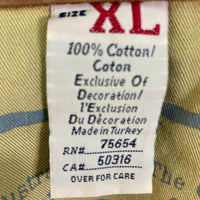 SIZE XL
100% Cotton/
Coton
Exclusive Of
Decoration/
l'Exclusion
Du Décoration
Made in Turkey
RN# 75654
CA# 50316
OVER FOR CARE
The